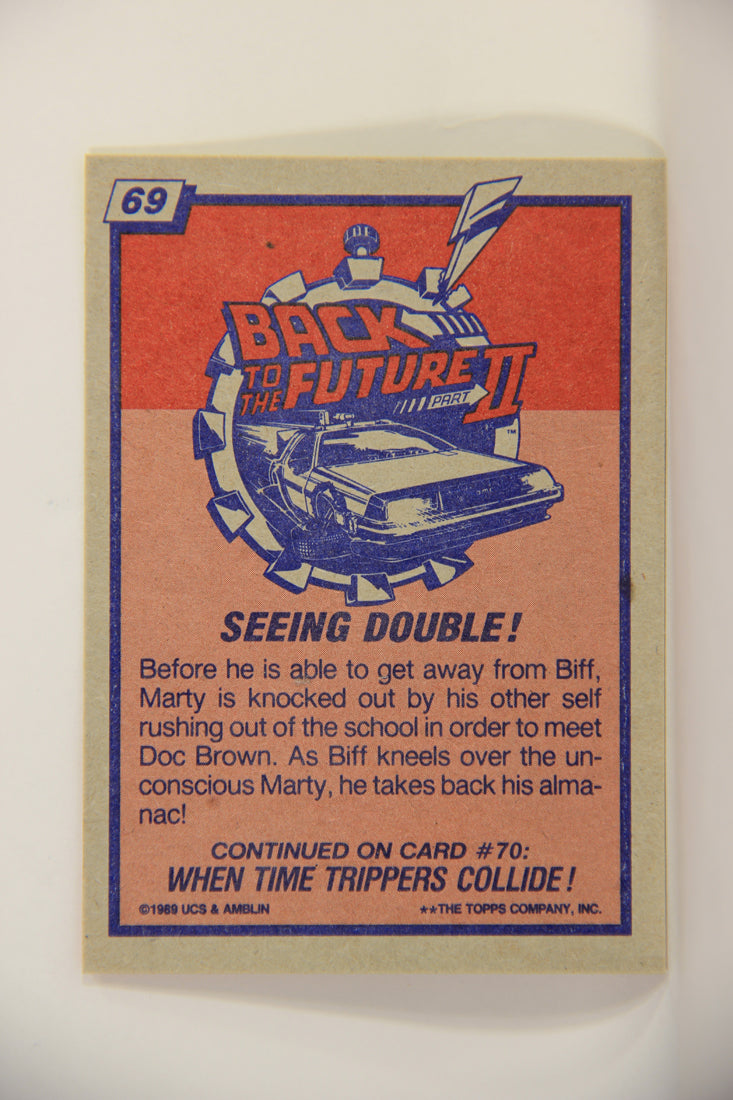 69
BACK
TO THE FUTURE
PART II
TM
SEEING DOUBLE!
Before he is able to get away from Biff,
Marty is knocked out by his other self
rushing out of the school in order to meet
Doc Brown. As Biff kneels over the un-
conscious Marty, he takes back his alma-
nac!
CONTINUED ON CARD #70:
WHEN TIME TRIPPERS COLLIDE!
©1989 UCS & AMBLIN
**THE TOPPS COMPANY, INC.